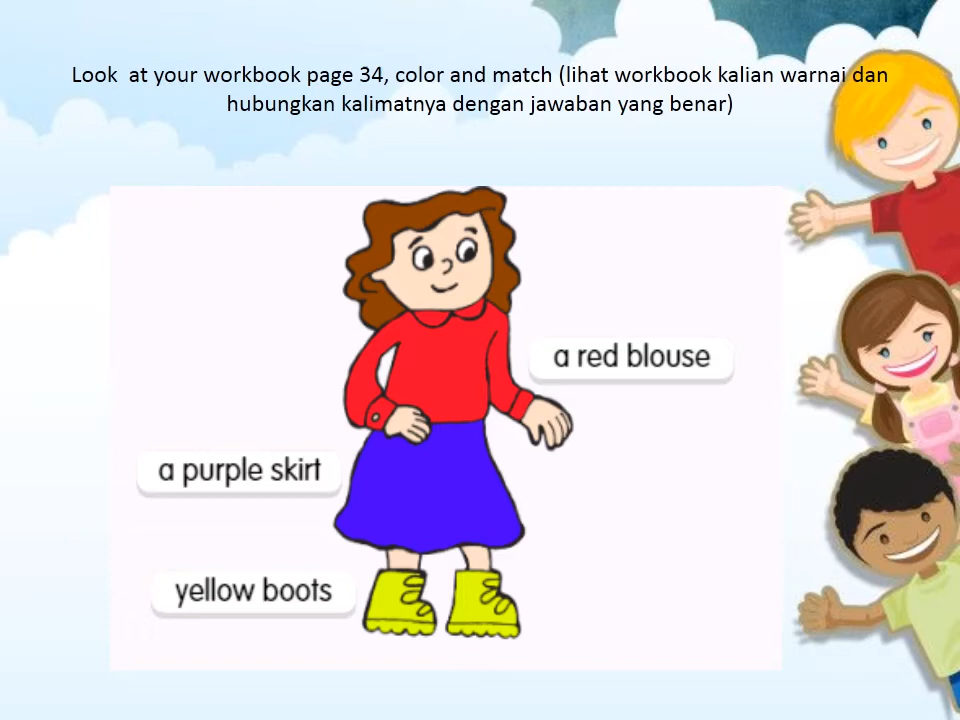 Look at your workbook page 34, color and match (lihat workbook kalian warnai dan
hubungkan kalimatnya dengan jawaban yang benar)
a red blouse
a purple skirt
yellow boots